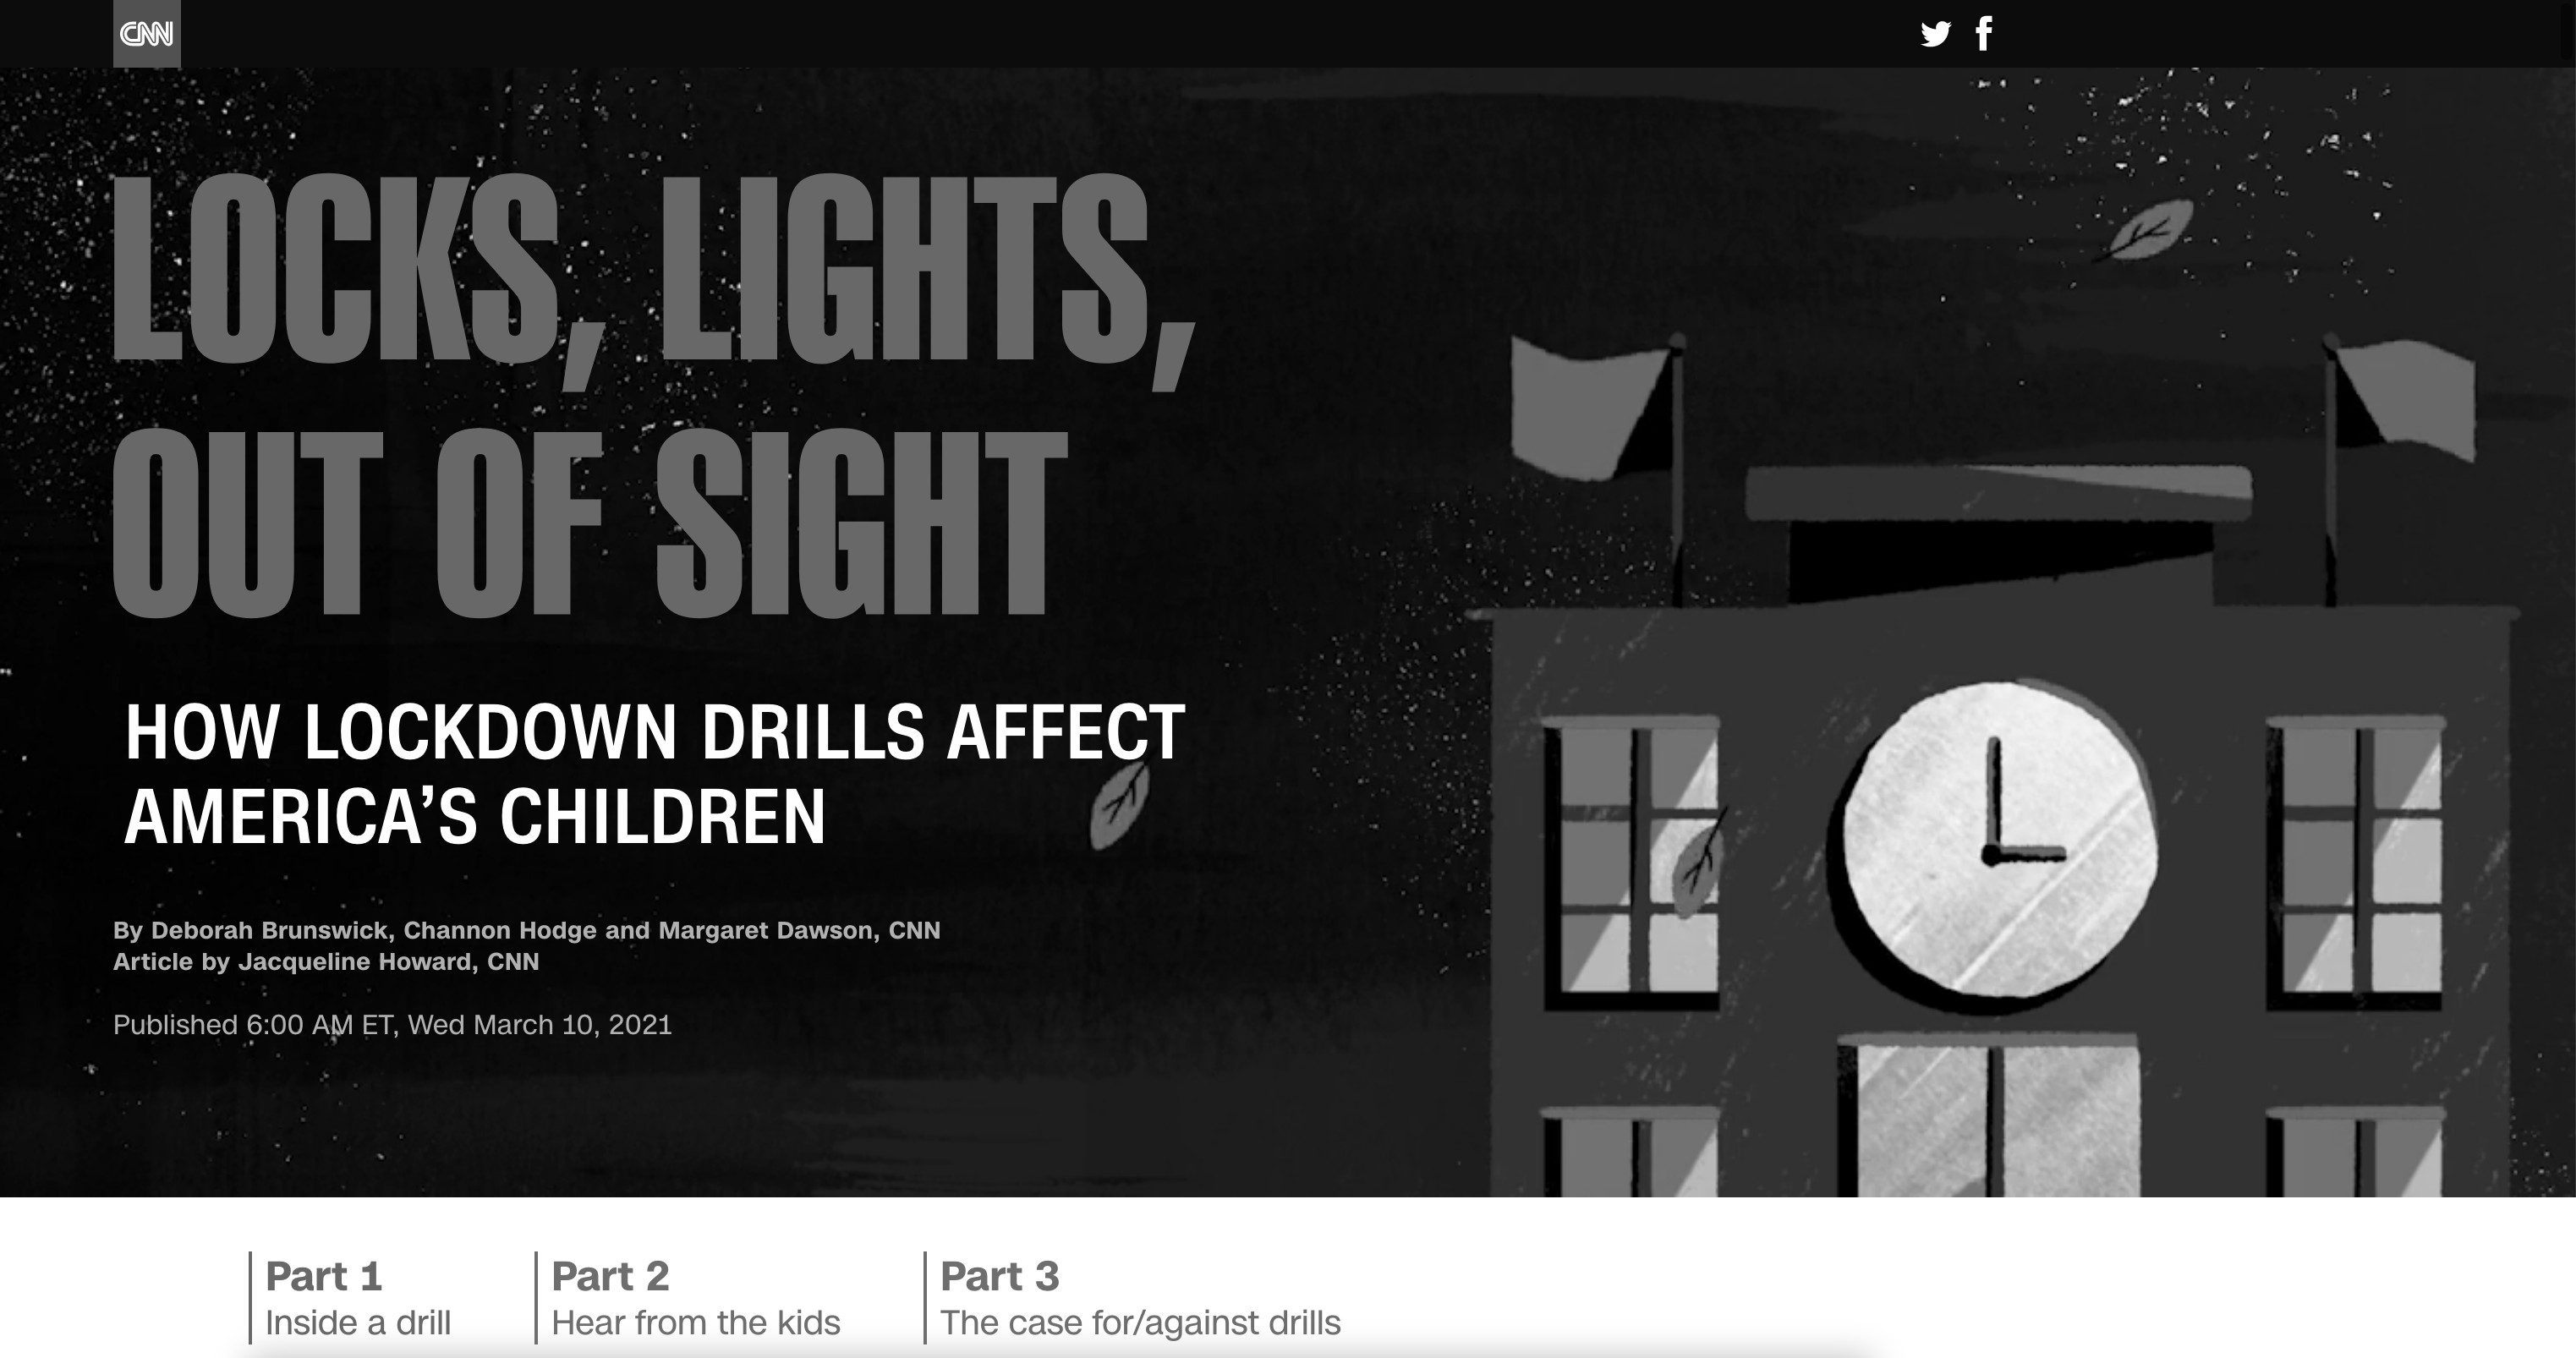 CNN
LOCKS, LIGHTS,
OUT OF SIGHT
HOW LOCKDOWN DRILLS AFFECT
AMERICA’S CHILDREN
By Deborah Brunswick, Channon Hodge and Margaret Dawson, CNN
Article by Jacqueline Howard, CNN
Published 6:00 AM ET, Wed March 10, 2021
Part 1
Inside a drill
Part 2
Hear from the kids
Part 3
The case for/against drills